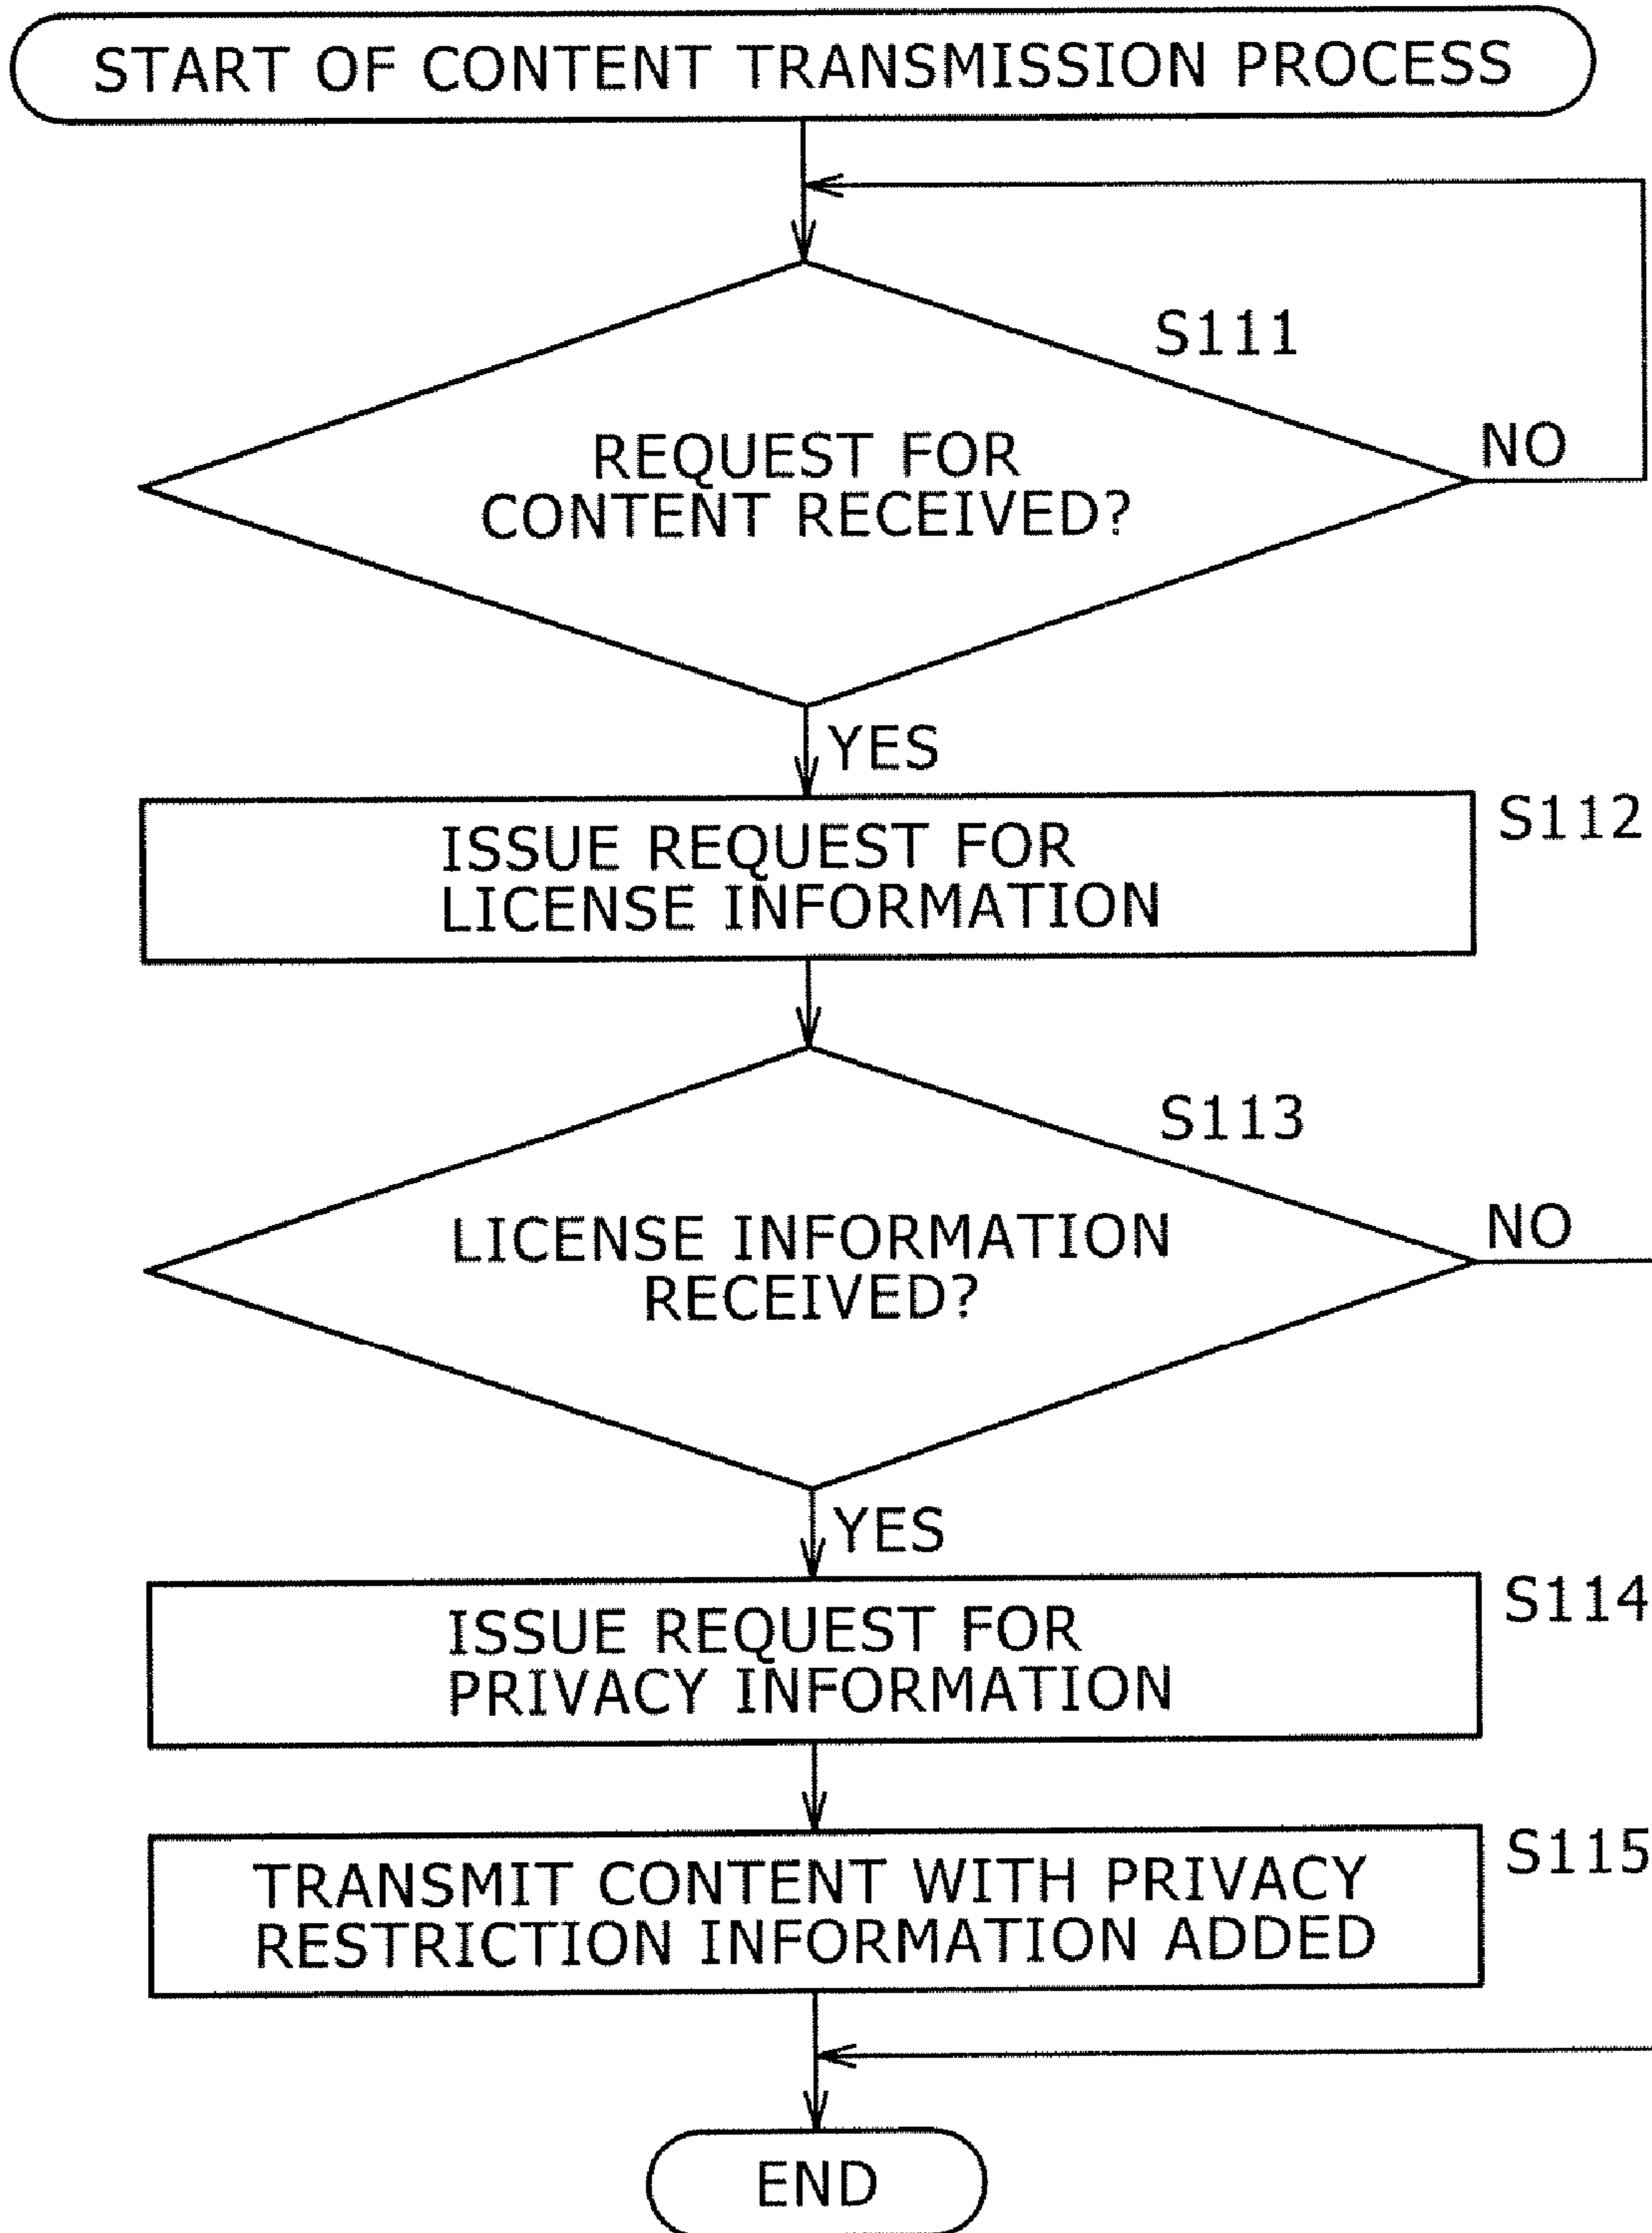 START OF CONTENT TRANSMISSION PROCESS
S111
REQUEST FOR
CONTENT RECEIVED?
NO
YES
S112
ISSUE REQUEST FOR
LICENSE INFORMATION
S113
LICENSE INFORMATION
RECEIVED?
NO
YES
S114
ISSUE REQUEST FOR
PRIVACY INFORMATION
S115
TRANSMIT CONTENT WITH PRIVACY
RESTRICTION INFORMATION ADDED
END